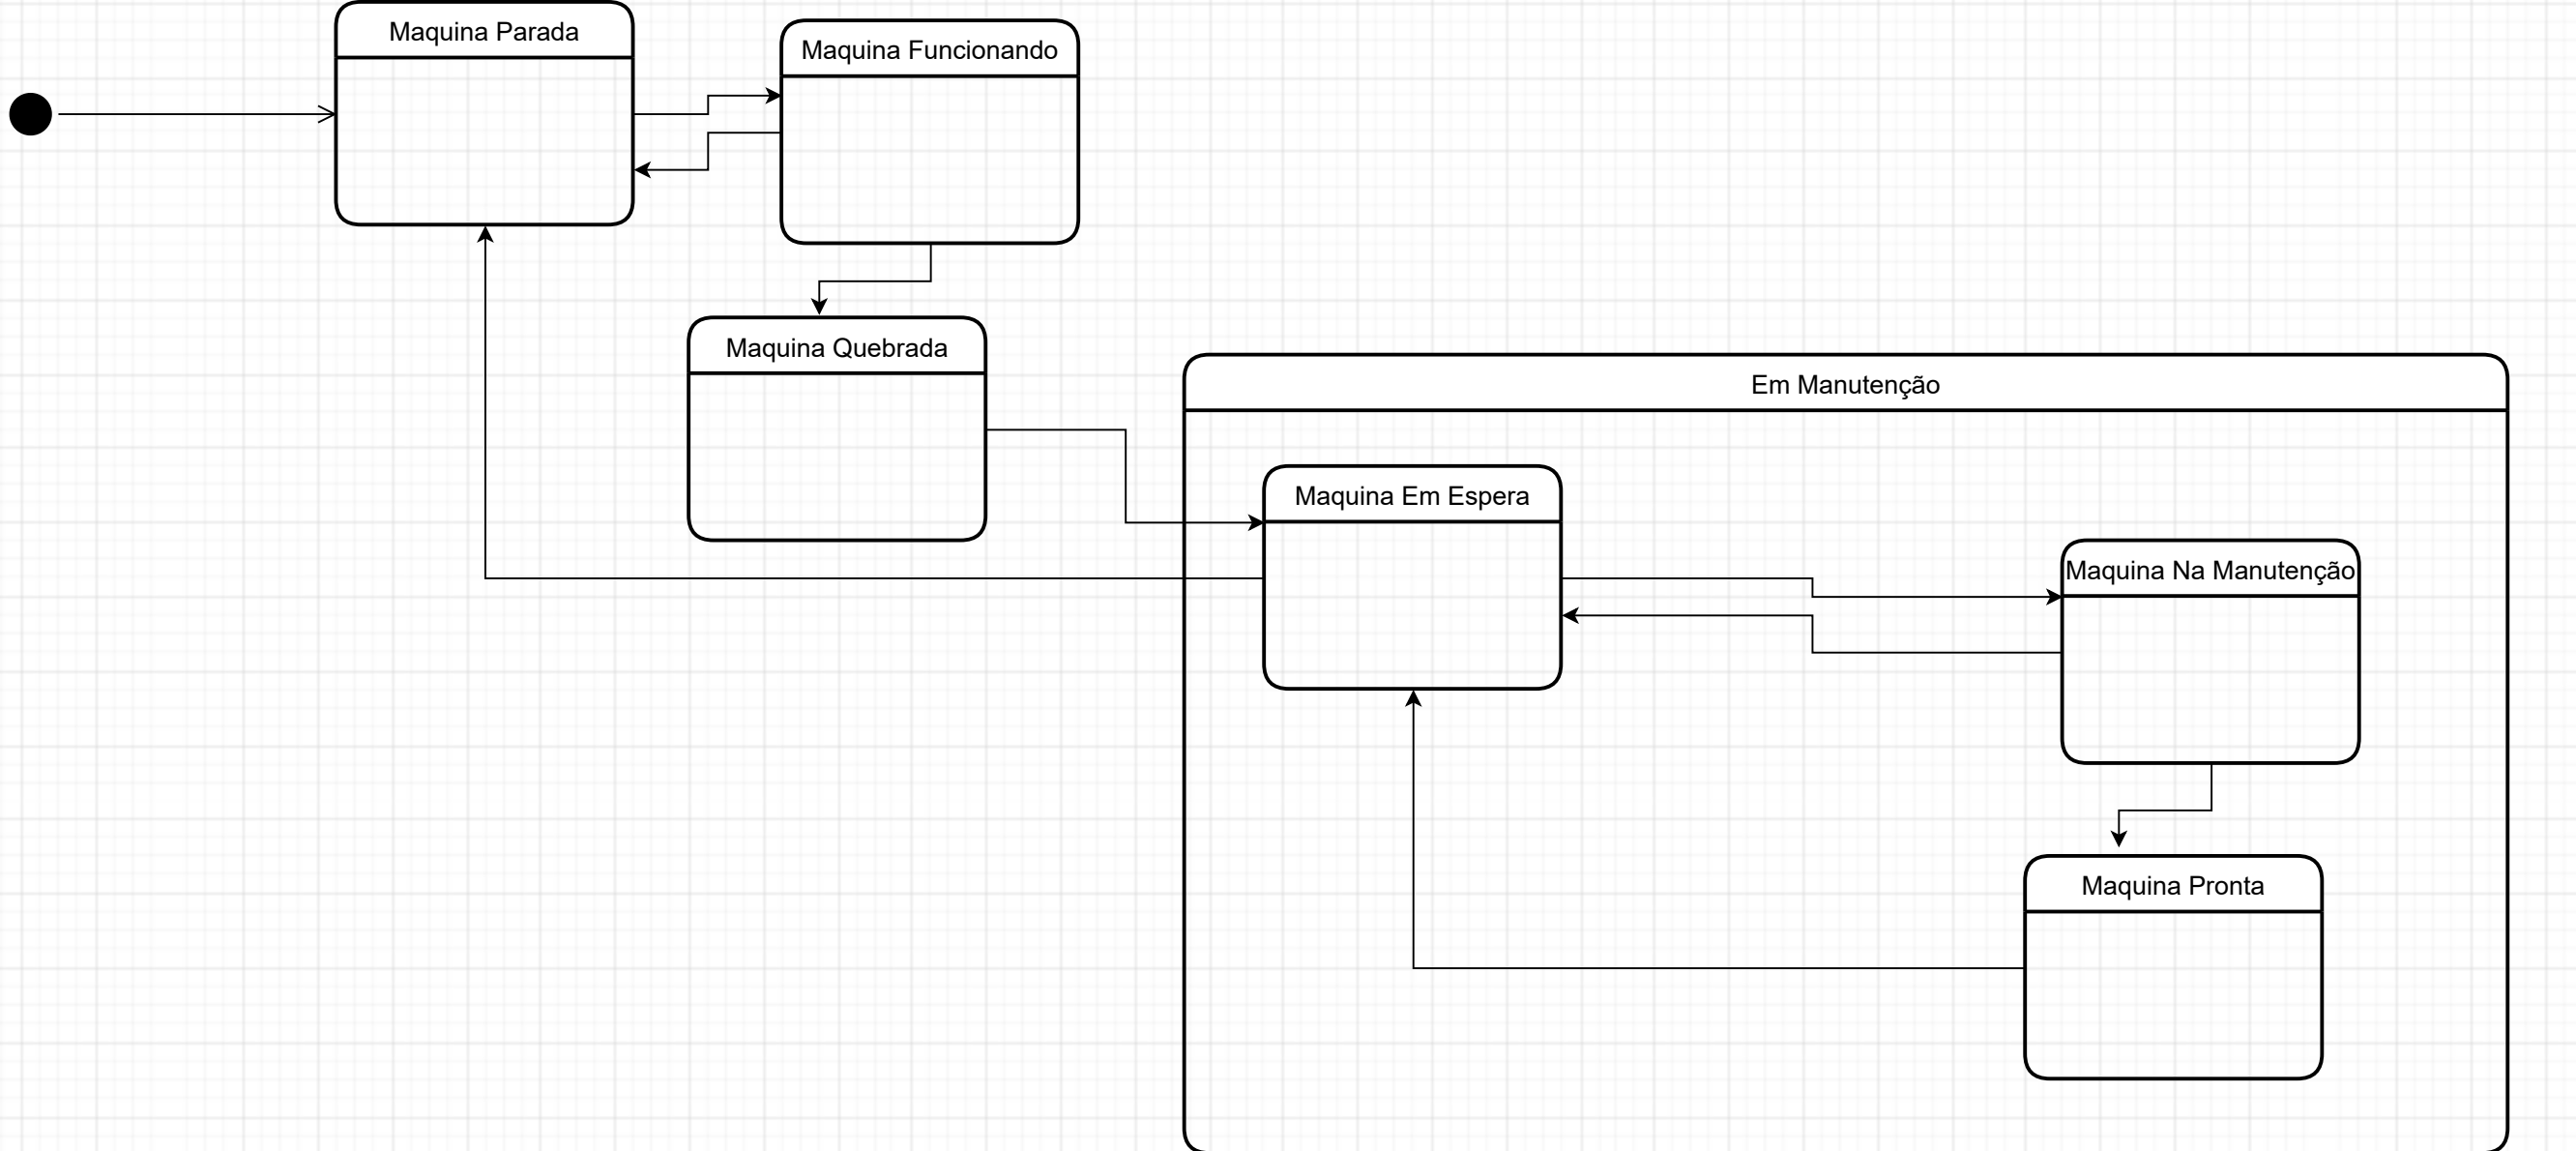 Maquina Parada
Maquina Funcionando
Maquina Quebrada
Em Manutenção
Maquina Em Espera
Maquina Na Manutenção
Maquina Pronta